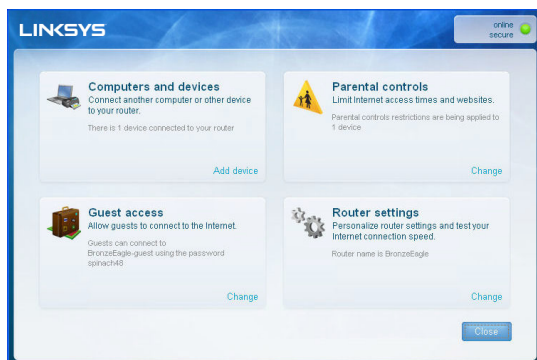 LINKSYS
online
secure
Computers and devices
Connect another computer or other device
to your router.
There is 1 device connected to your router
Add device
Parental controls
Limit Internet access times and websites.
Parental controls restrictions are being applied to
1 device
Change
Guest access
Allow guests to connect to the Internet.
Guests can connect to
BronzeEagle-guest using the password
spinach48
Change
Router settings
Personalize router settings and test your
Internet connection speed.
Router name is BronzeEagle
Change
Close